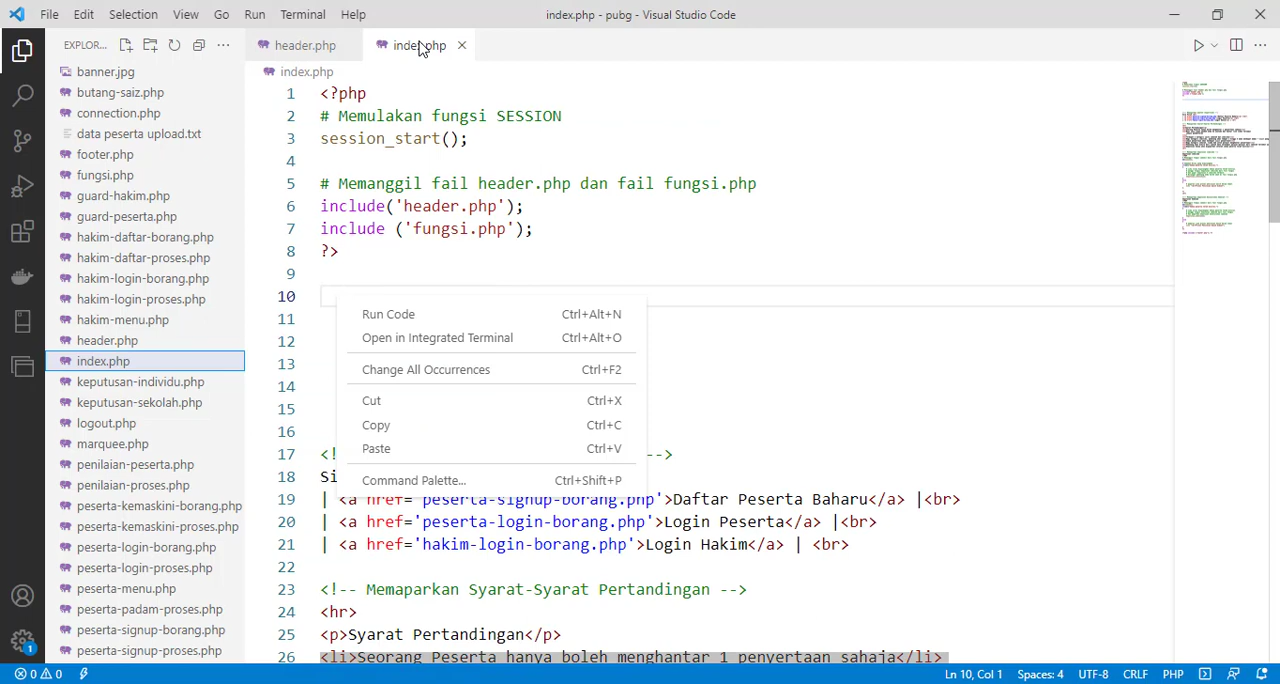 File Edit Selection View Go Run Terminal Help
index.php - pubg - Visual Studio Code
EXPLOR...
banner.jpg
butang-saiz.php
connection.php
data peserta upload.txt
footer.php
fungsi.php
guard-hakim.php
guard-peserta.php
hakim-daftar-borang.php
hakim-daftar-proses.php
hakim-login-borang.php
hakim-login-proses.php
hakim-menu.php
header.php
index.php
keputusan-individu.php
keputusan-sekolah.php
logout.php
marquee.php
penilaian-peserta.php
penilaian-proses.php
peserta-kemaskini-borang.php
peserta-kemaskini-proses.php
peserta-login-borang.php
peserta-login-proses.php
peserta-menu.php
peserta-padam-proses.php
peserta-signup-borang.php
peserta-signup-proses.php
header.php index.php
index.php
1 <?php
2 # Memulakan fungsi SESSION
3 session_start();
4
5 # Memanggil fail header.php dan fail fungsi.php
6 include('header.php');
7 include ('fungsi.php');
8 ?>
9
10
11
12
13
14
15
16
17 <! -->
18 Si
19 | <a href='peserta-signup-borang.php'>Daftar Peserta Baharu</a> |<br>
20 | <a href='peserta-login-borang.php'>Login Peserta</a> |<br>
21 | <a href='hakim-login-borang.php'>Login Hakim</a> | <br>
22
23 <!-- Memaparkan Syarat-Syarat Pertandingan -->
24 <hr>
25 <p>Syarat Pertandingan</p>
26 <li>Seorang Peserta hanya boleh menghantar 1 penyertaan sahaja</li>
Run Code Ctrl+Alt+N
Open in Integrated Terminal Ctrl+Alt+O
Change All Occurrences Ctrl+F2
Cut Ctrl+X
Copy Ctrl+C
Paste Ctrl+V
Command Palette... Ctrl+Shift+P
1
0 0 Ln 10, Col 1 Spaces: 4 UTF-8 CRLF PHP